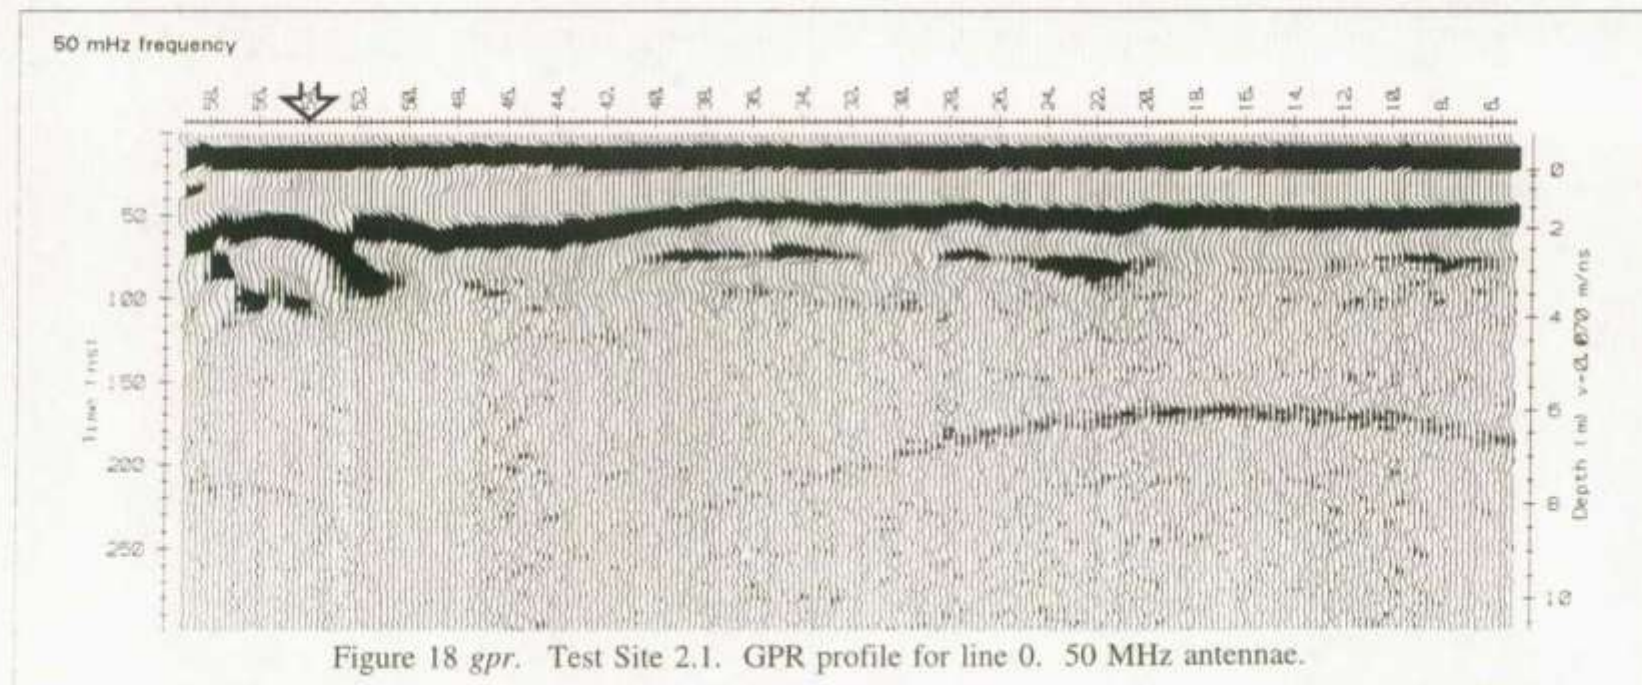 50 mHz frequency
58. 56. 52. 50. 48. 46. 44. 42. 40. 38. 36. 34. 32. 30. 28. 26. 24. 22. 20. 18. 16. 14. 12. 10. 8. 6.
50
100
150
200
250
0
2
4
6
8
10
Depth (m)
m/ns
Figure 18 gpr. Test Site 2.1. GPR profile for line 0. 50 MHz antennae.